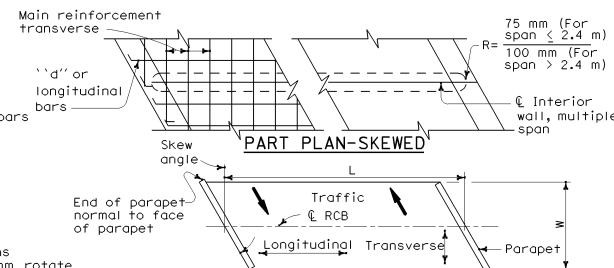 Main reinforcement
transverse
``d'' or
longitudinal
bars
bars
75 mm (For
span ≤ 2.4 m)
R=
100 mm (For
span > 2.4 m)
℄ Interior
wall, multiple
span
PART PLAN-SKEWED
Skew
angle
L
End of parapet
normal to face
of parapet
Traffic
℄ RCB
W
Longitudinal
Transverse
Parapet
mm rotate